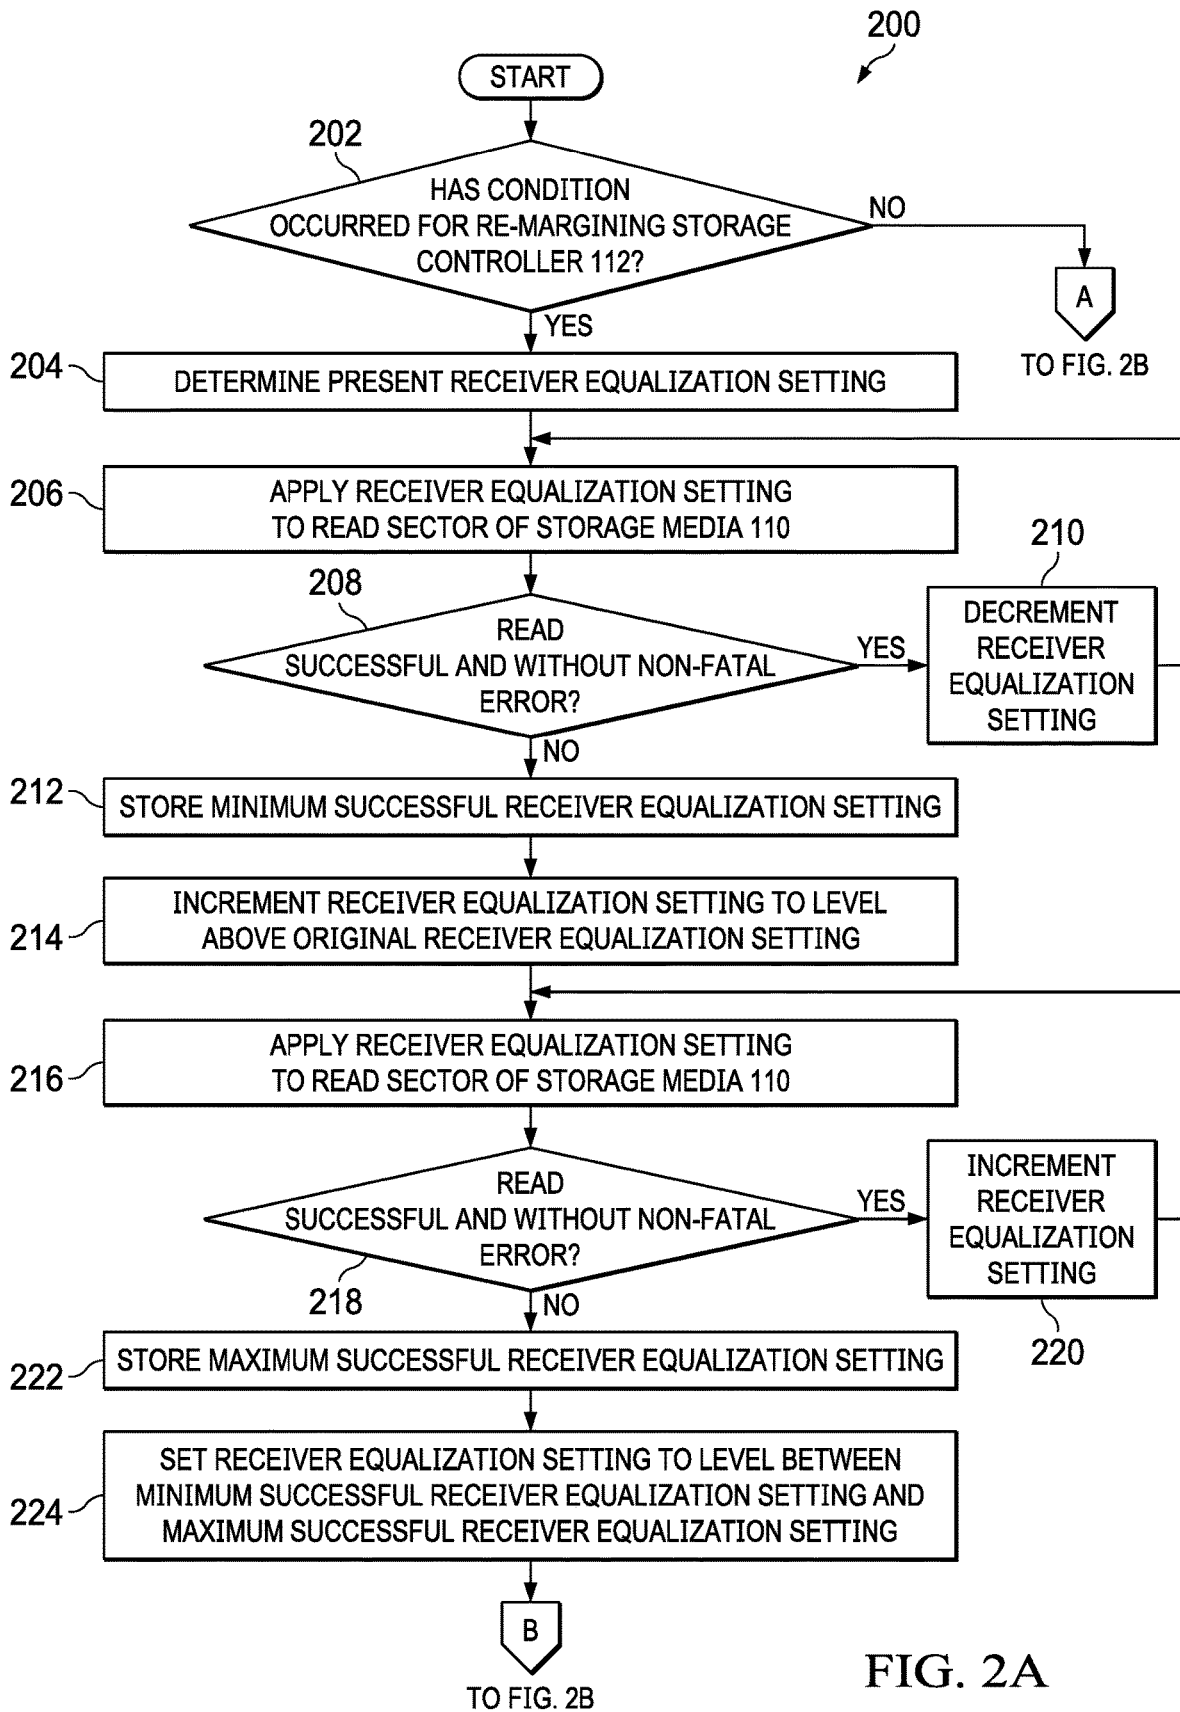 200
START
202
HAS CONDITION
OCCURRED FOR RE-MARGINING STORAGE
CONTROLLER 112?
NO
A
TO FIG. 2B
YES
204
DETERMINE PRESENT RECEIVER EQUALIZATION SETTING
206
APPLY RECEIVER EQUALIZATION SETTING
TO READ SECTOR OF STORAGE MEDIA 110
208
READ
SUCCESSFUL AND WITHOUT NON-FATAL
ERROR?
YES
210
DECREMENT
RECEIVER
EQUALIZATION
SETTING
NO
212
STORE MINIMUM SUCCESSFUL RECEIVER EQUALIZATION SETTING
214
INCREMENT RECEIVER EQUALIZATION SETTING TO LEVEL
ABOVE ORIGINAL RECEIVER EQUALIZATION SETTING
216
APPLY RECEIVER EQUALIZATION SETTING
TO READ SECTOR OF STORAGE MEDIA 110
READ
SUCCESSFUL AND WITHOUT NON-FATAL
ERROR?
218
YES
INCREMENT
RECEIVER
EQUALIZATION
SETTING
220
NO
222
STORE MAXIMUM SUCCESSFUL RECEIVER EQUALIZATION SETTING
224
SET RECEIVER EQUALIZATION SETTING TO LEVEL BETWEEN
MINIMUM SUCCESSFUL RECEIVER EQUALIZATION SETTING AND
MAXIMUM SUCCESSFUL RECEIVER EQUALIZATION SETTING
B
TO FIG. 2B
FIG. 2A